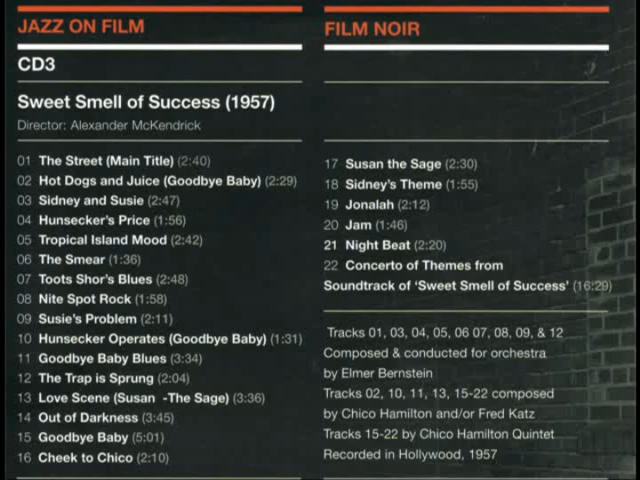 JAZZ ON FILM
CD3
Sweet Smell of Success (1957)
Director: Alexander McKendrick
01 The Street (Main Title) (2:40)
02 Hot Dogs and Juice (Goodbye Baby) (2:29)
03 Sidney and Susie (2:47)
04 Hunsecker's Price (1:56)
05 Tropical Island Mood (2:42)
06 The Smear (1:36)
07 Toots Shor's Blues (2:48)
08 Nite Spot Rock (1:58)
09 Susie's Problem (2:11)
10 Hunsecker Operates (Goodbye Baby) (1:31)
11 Goodbye Baby Blues (3:34)
12 The Trap is Sprung (2:04)
13 Love Scene (Susan -The Sage) (3:36)
14 Out of Darkness (3:45)
15 Goodbye Baby (5:01)
16 Cheek to Chico (2:10)
FILM NOIR
17 Susan the Sage (2:30)
18 Sidney's Theme (1:55)
19 Jonalah (2:12)
20 Jam (1:46)
21 Night Beat (2:20)
22 Concerto of Themes from
Soundtrack of 'Sweet Smell of Success' (16:29)
Tracks 01, 03, 04, 05, 06 07, 08, 09, & 12
Composed & conducted for orchestra
by Elmer Bernstein
Tracks 02, 10, 11, 13, 15-22 composed
by Chico Hamilton and/or Fred Katz
Tracks 15-22 by Chico Hamilton Quintet
Recorded in Hollywood, 1957